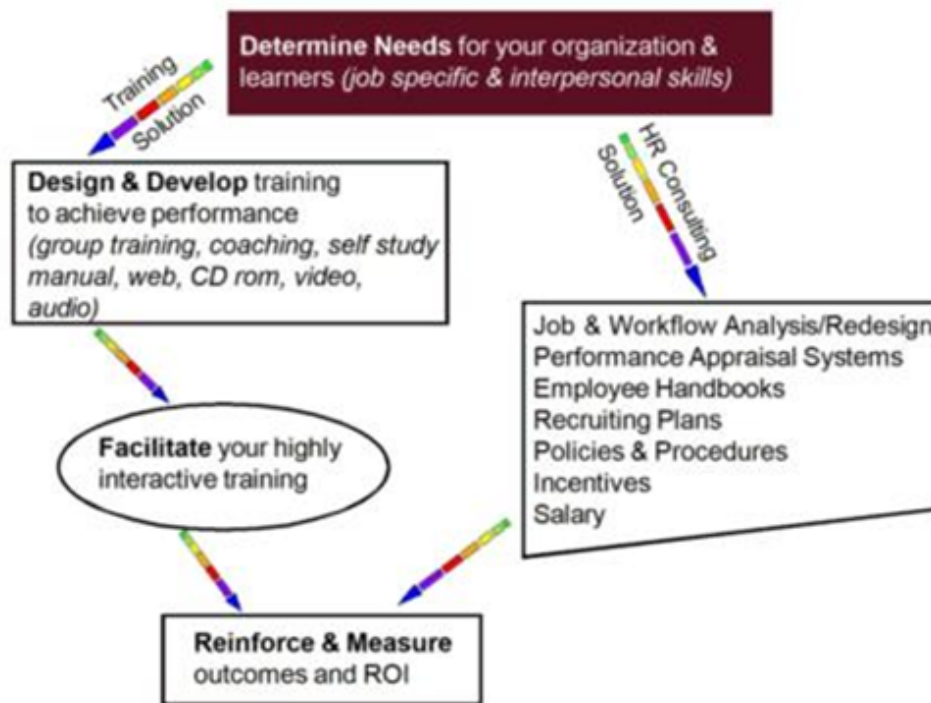 Determine Needs for your organization &
learners (job specific & interpersonal skills)
Training
Solution
HR Consulting
Solution
Design & Develop training
to achieve performance
(group training, coaching, self study
manual, web, CD rom, video,
audio)
Job & Workflow Analysis/Redesign
Performance Appraisal Systems
Employee Handbooks
Recruiting Plans
Policies & Procedures
Incentives
Salary
Facilitate your highly
interactive training
Reinforce & Measure
outcomes and ROI